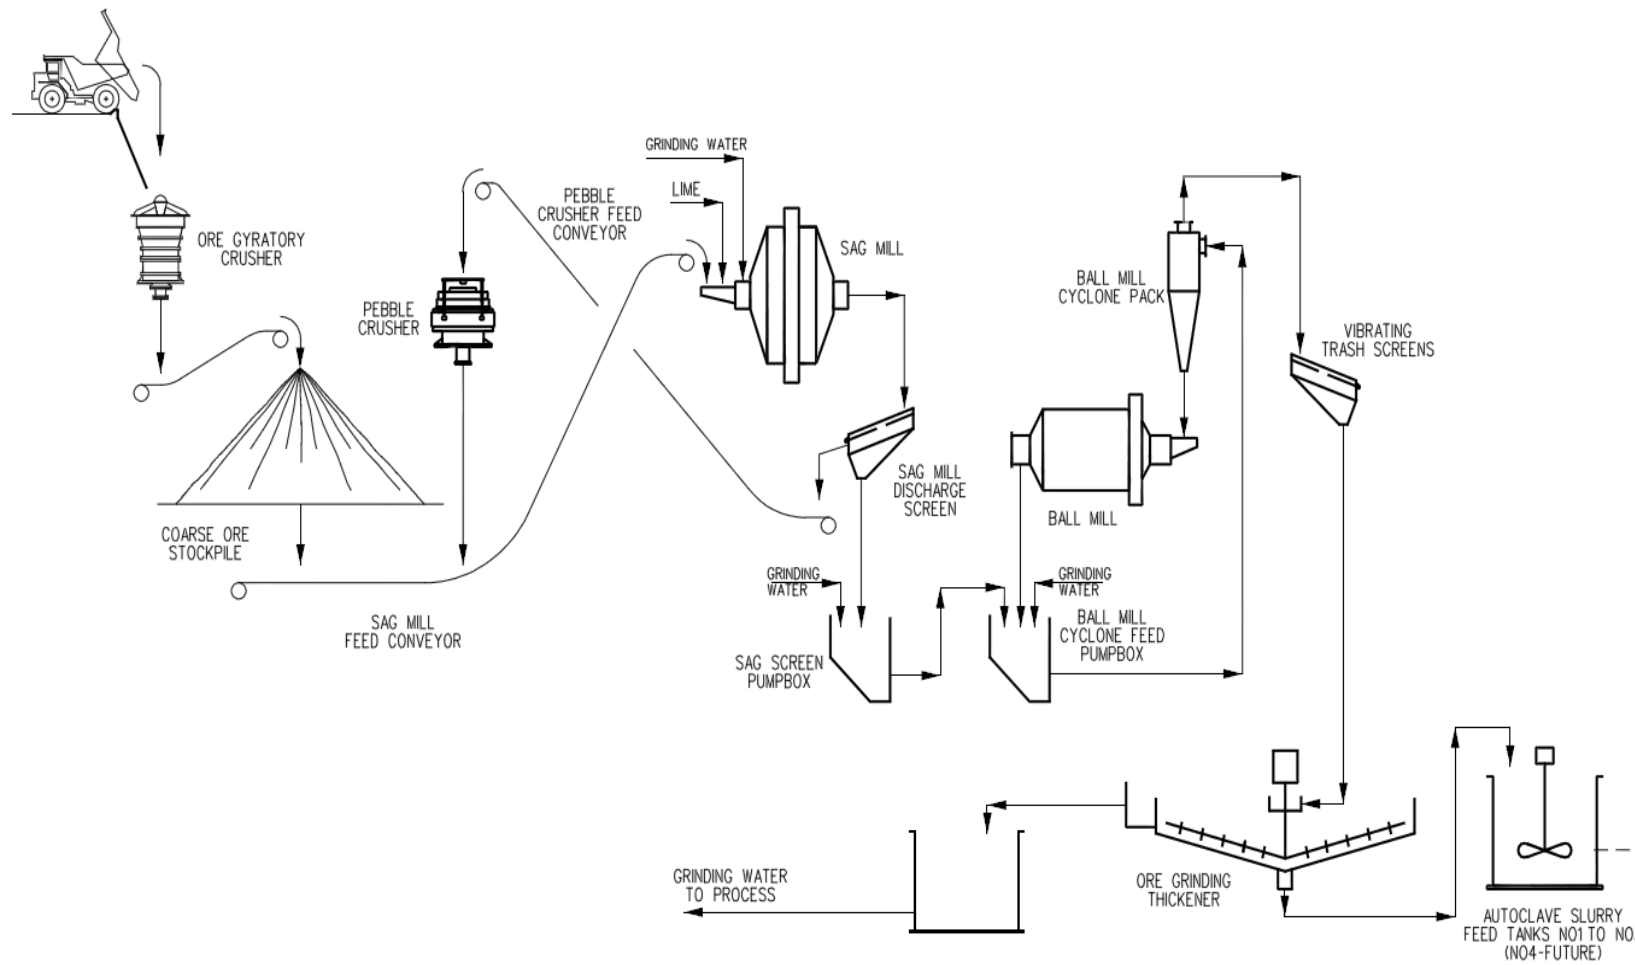 GRINDING WATER
LIME
PEBBLE
CRUSHER FEED
CONVEYOR
SAG MILL
ORE GYRATORY
CRUSHER
BALL MILL
CYCLONE PACK
PEBBLE
CRUSHER
VIBRATING
TRASH SCREENS
SAG MILL
DISCHARGE
SCREEN
BALL MILL
COARSE ORE
STOCKPILE
GRINDING
WATER
GRINDING
WATER
SAG MILL
FEED CONVEYOR
BALL MILL
CYCLONE FEED
PUMPBOX
SAG SCREEN
PUMPBOX
GRINDING WATER
TO PROCESS
ORE GRINDING
THICKENER
AUTOCLAVE SLURRY
FEED TANKS NO1 TO NO
(NO4-FUTURE)